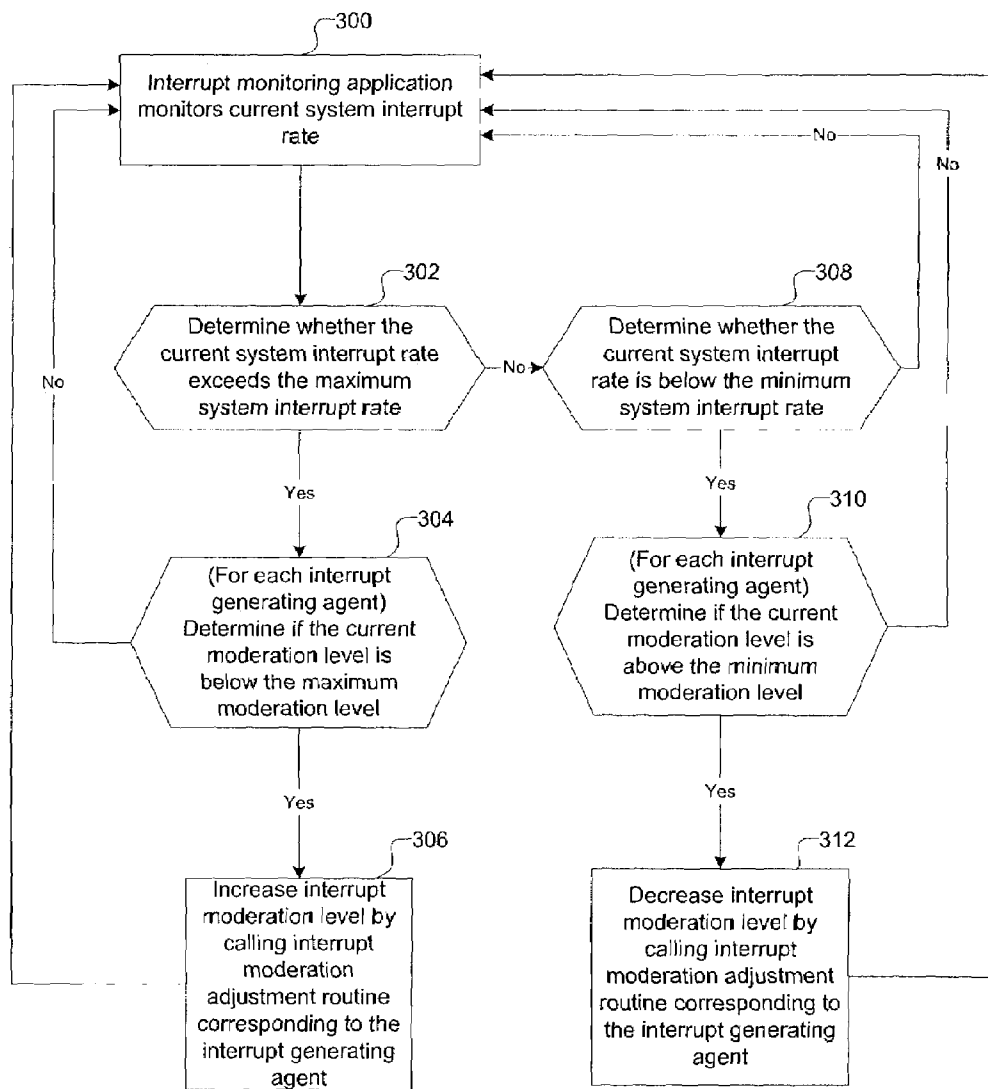 300
Interrupt monitoring application
monitors current system interrupt
rate
No
No
302
Determine whether the
current system interrupt rate
exceeds the maximum
system interrupt rate
No
308
Determine whether the
current system interrupt
rate is below the minimum
system interrupt rate
No
Yes
Yes
304
(For each interrupt
generating agent)
Determine if the current
moderation level is
below the maximum
moderation level
310
(For each interrupt
generating agent)
Determine if the current
moderation level is
above the minimum
moderation level
Yes
Yes
306
Increase interrupt
moderation level by
calling interrupt
moderation
adjustment routine
corresponding to the
interrupt generating
agent
312
Decrease interrupt
moderation level by
calling interrupt
moderation adjustment
routine corresponding to
the interrupt generating
agent